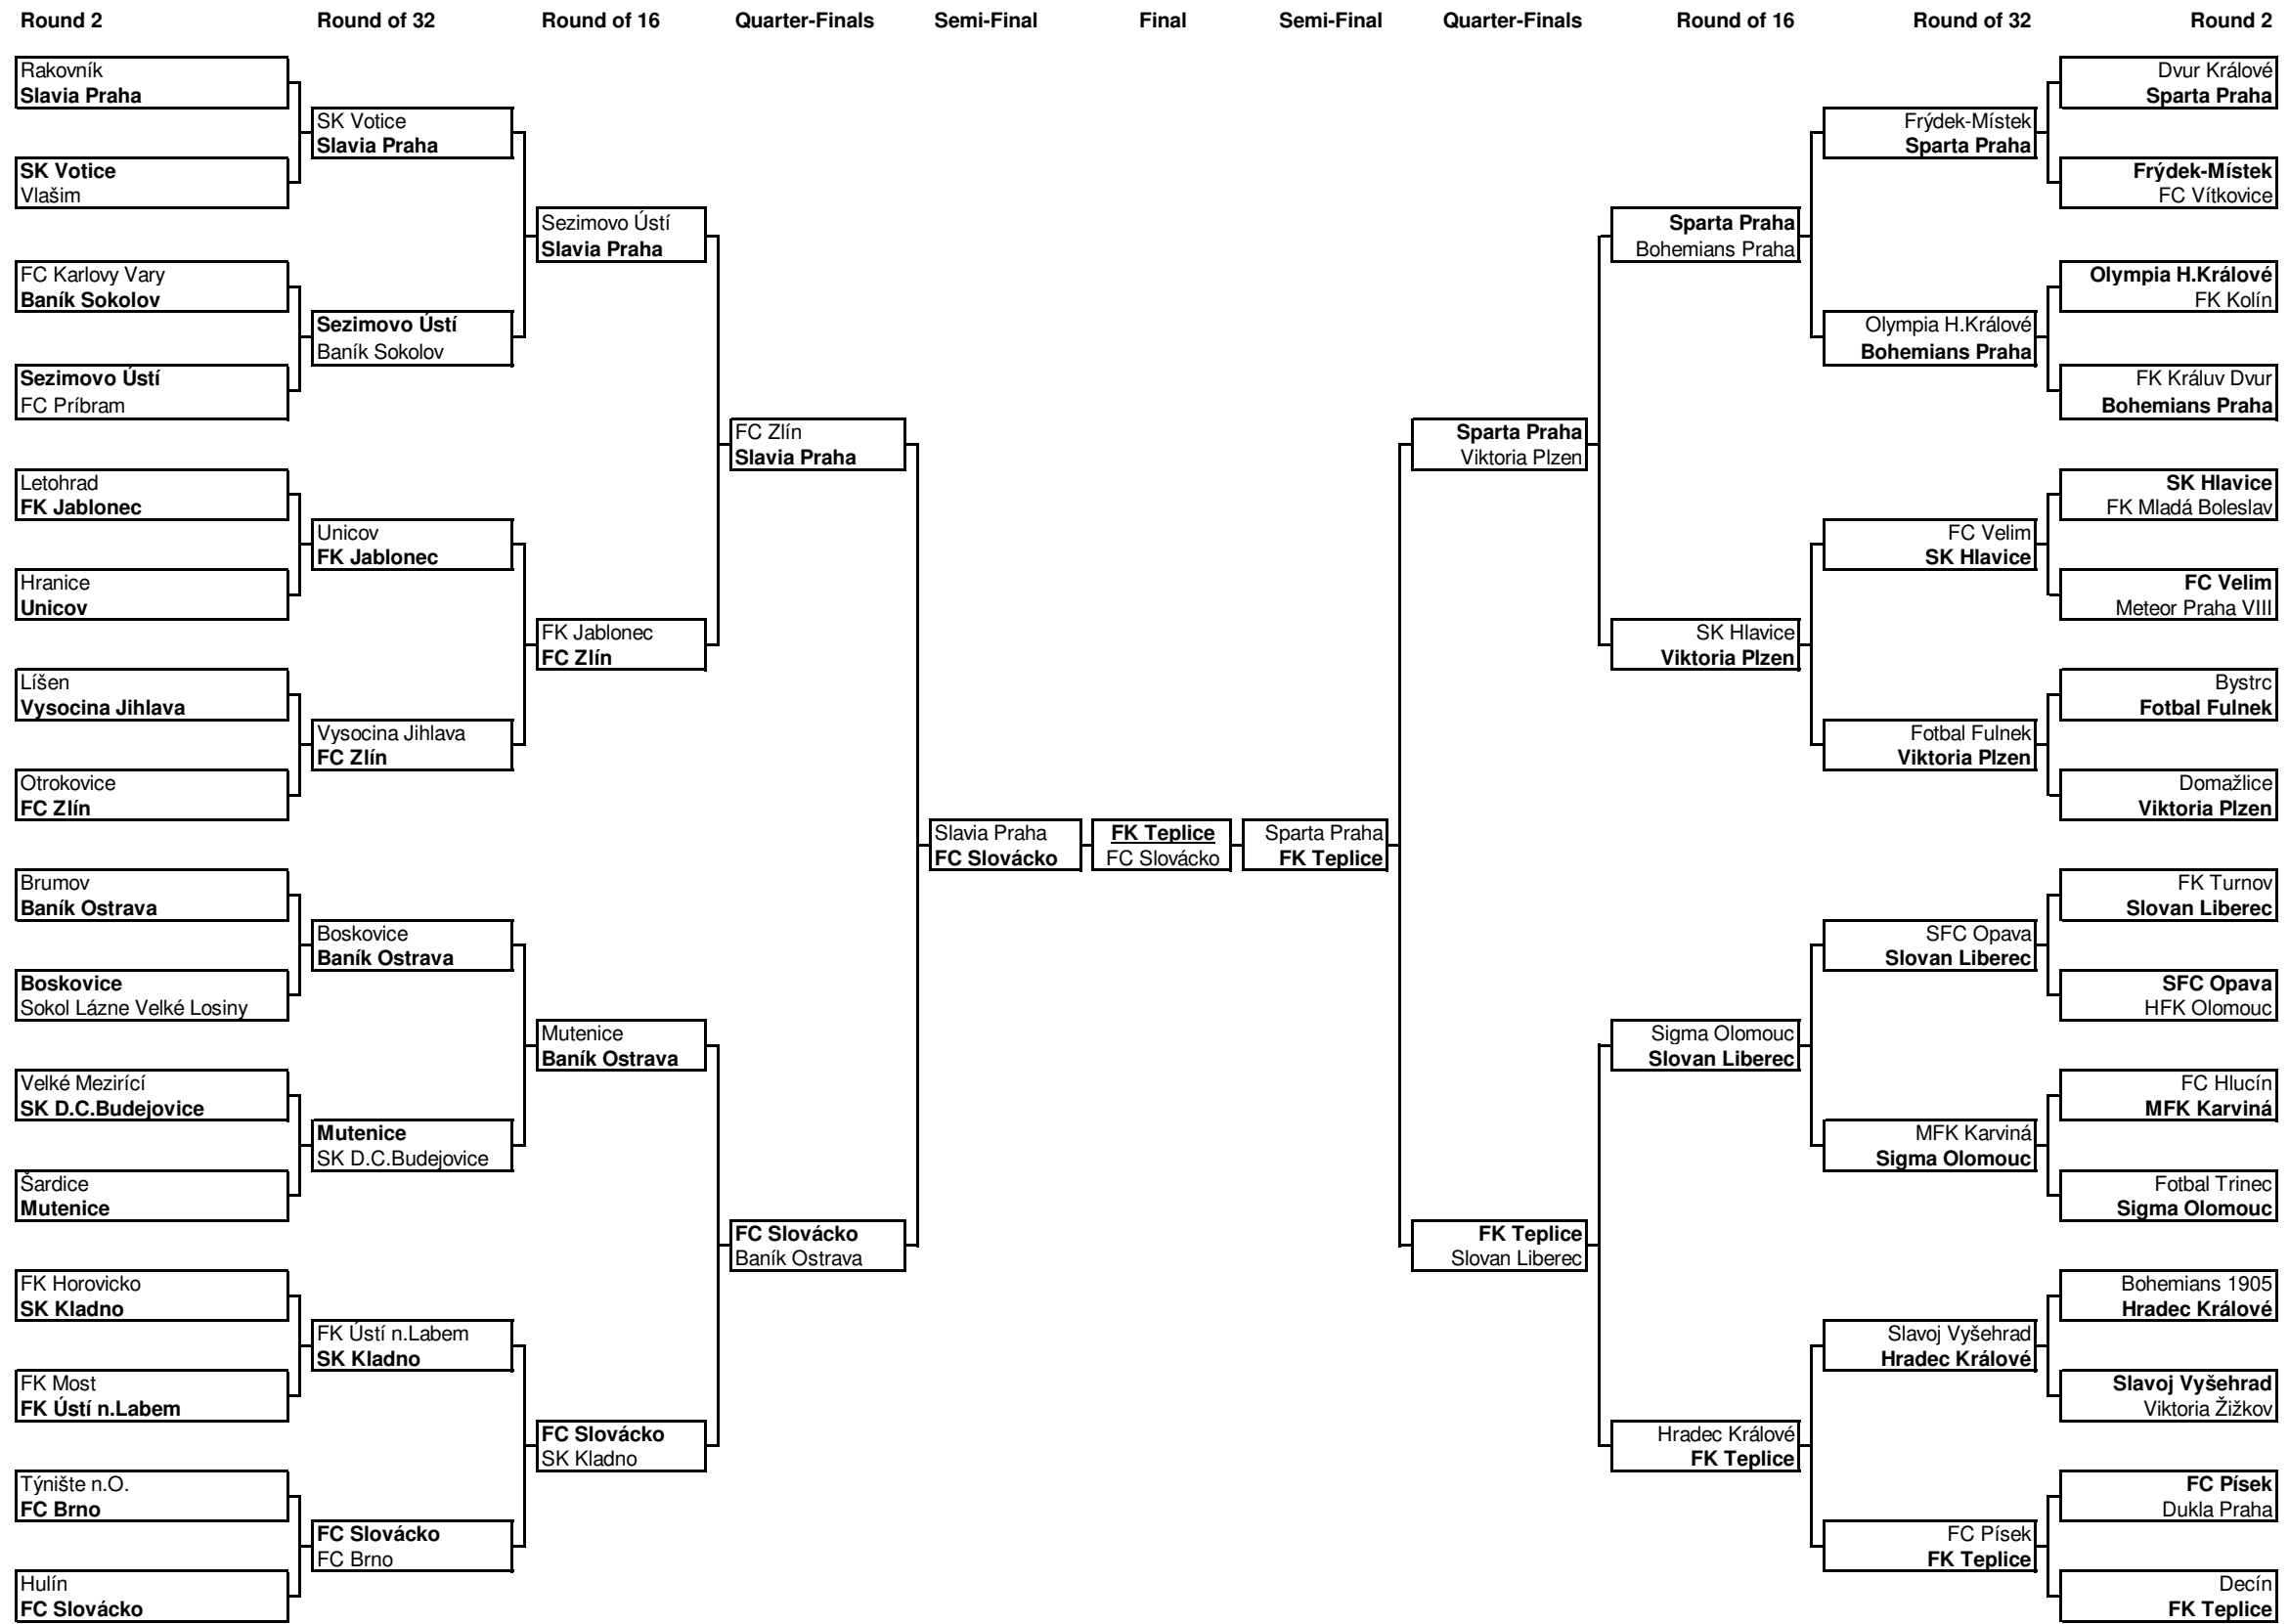 Round 2
Round of 32
Round of 16
Quarter-Finals
Semi-Final
Final
Semi-Final
Quarter-Finals
Round of 16
Round of 32
Round 2
Rakovník
Slavia Praha
SK Votice
Vlašim
FC Karlovy Vary
Baník Sokolov
Sezimovo Ústí
FC Príbram
Letohrad
FK Jablonec
Hranice
Unicov
Líšen
Vysocina Jihlava
Otrokovice
FC Zlín
Brumov
Baník Ostrava
Boskovice
Sokol Lázne Velké Losiny
Velké Mezirící
SK D.C.Budejovice
Šardice
Mutenice
FK Horovicko
SK Kladno
FK Most
FK Ústí n.Labem
Týnište n.O.
FC Brno
Hulín
FC Slovácko
SK Votice
Slavia Praha
Sezimovo Ústí
Baník Sokolov
Unicov
FK Jablonec
Vysocina Jihlava
FC Zlín
Boskovice
Baník Ostrava
Mutenice
SK D.C.Budejovice
FK Ústí n.Labem
SK Kladno
FC Slovácko
FC Brno
Sezimovo Ústí
Slavia Praha
FK Jablonec
FC Zlín
Mutenice
Baník Ostrava
FC Slovácko
SK Kladno
FC Zlín
Slavia Praha
FC Slovácko
Baník Ostrava
Slavia Praha
FC Slovácko
FK Teplice
FC Slovácko
Sparta Praha
FK Teplice
Sparta Praha
Viktoria Plzen
FK Teplice
Slovan Liberec
Sparta Praha
Bohemians Praha
SK Hlavice
Viktoria Plzen
Sigma Olomouc
Slovan Liberec
Hradec Králové
FK Teplice
Frýdek-Místek
Sparta Praha
Olympia H.Králové
Bohemians Praha
FC Velim
SK Hlavice
Fotbal Fulnek
Viktoria Plzen
SFC Opava
Slovan Liberec
MFK Karviná
Sigma Olomouc
Slavoj Vyšehrad
Hradec Králové
FC Písek
FK Teplice
Dvur Králové
Sparta Praha
Frýdek-Místek
FC Vítkovice
Olympia H.Králové
FK Kolín
FK Králuv Dvur
Bohemians Praha
SK Hlavice
FK Mladá Boleslav
FC Velim
Meteor Praha VIII
Bystrc
Fotbal Fulnek
Domažlice
Viktoria Plzen
FK Turnov
Slovan Liberec
SFC Opava
HFK Olomouc
FC Hlucín
MFK Karviná
Fotbal Trinec
Sigma Olomouc
Bohemians 1905
Hradec Králové
Slavoj Vyšehrad
Viktoria Žižkov
FC Písek
Dukla Praha
Decín
FK Teplice